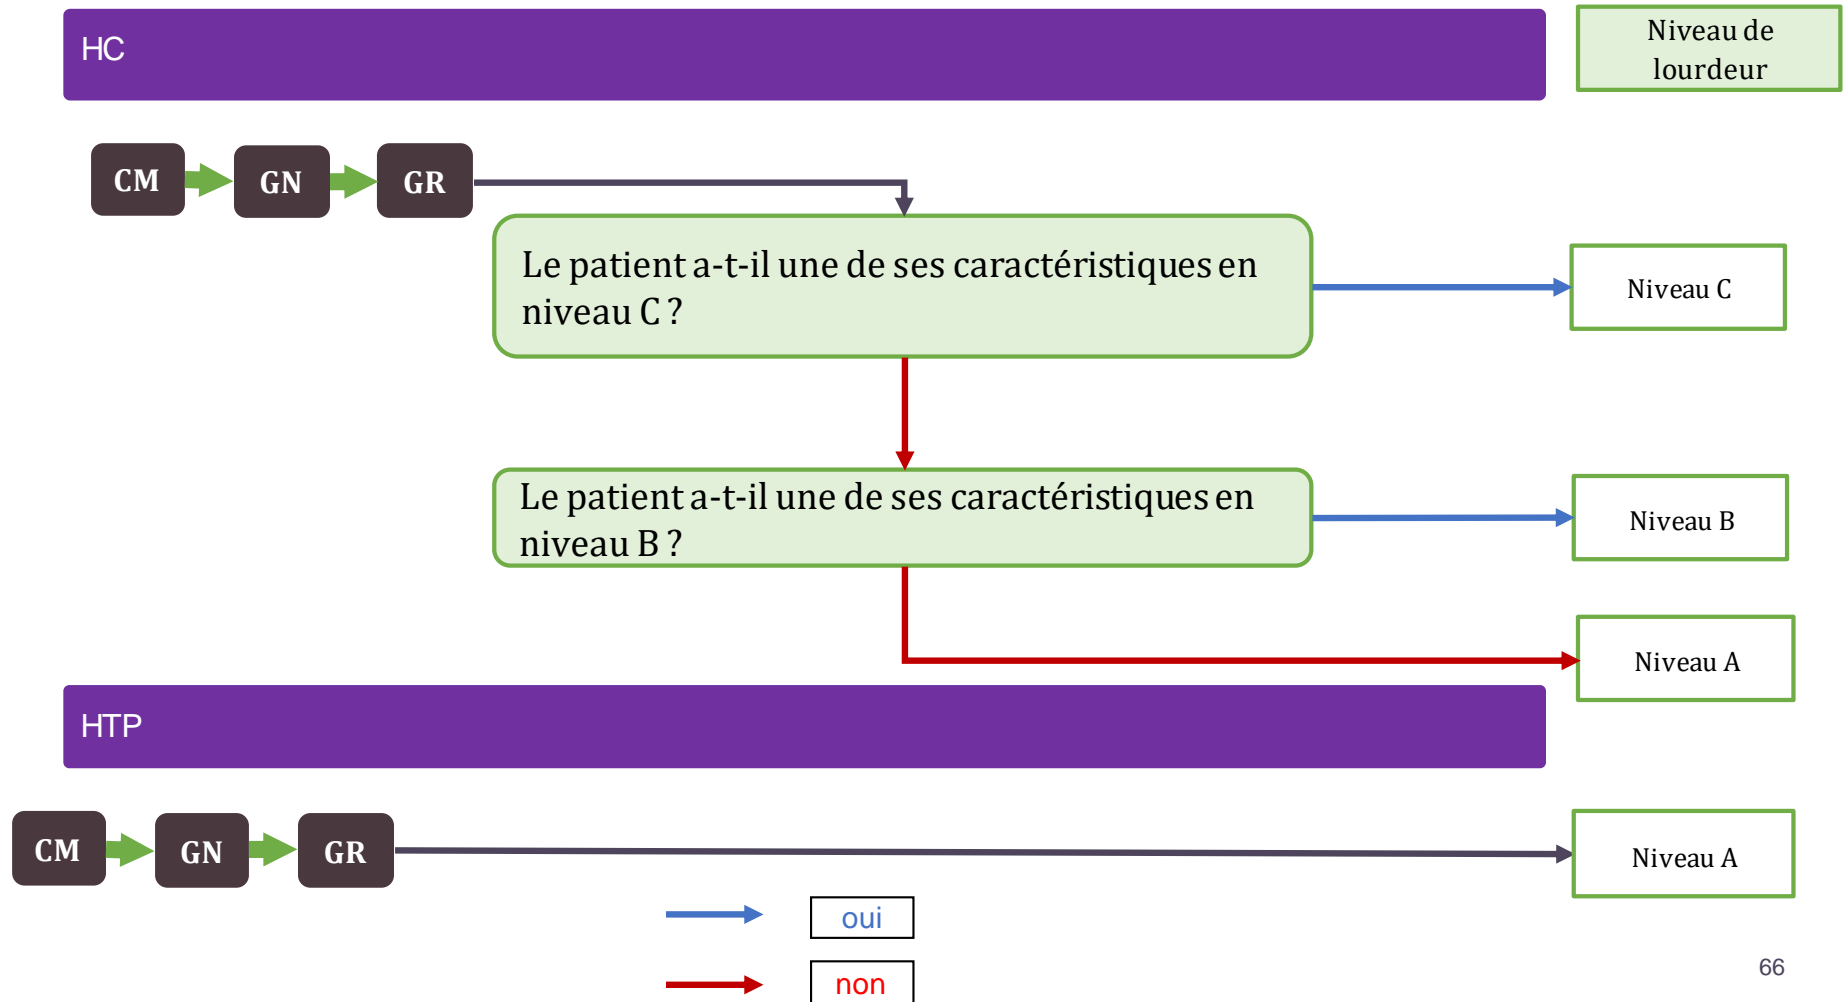 HC
Niveau de
lourdeur
CM
GN
GR
Le patient a-t-il une de ses caractéristiques en
niveau C ?
Niveau C
Le patient a-t-il une de ses caractéristiques en
niveau B ?
Niveau B
Niveau A
HTP
CM
GN
GR
Niveau A
oui
non
66